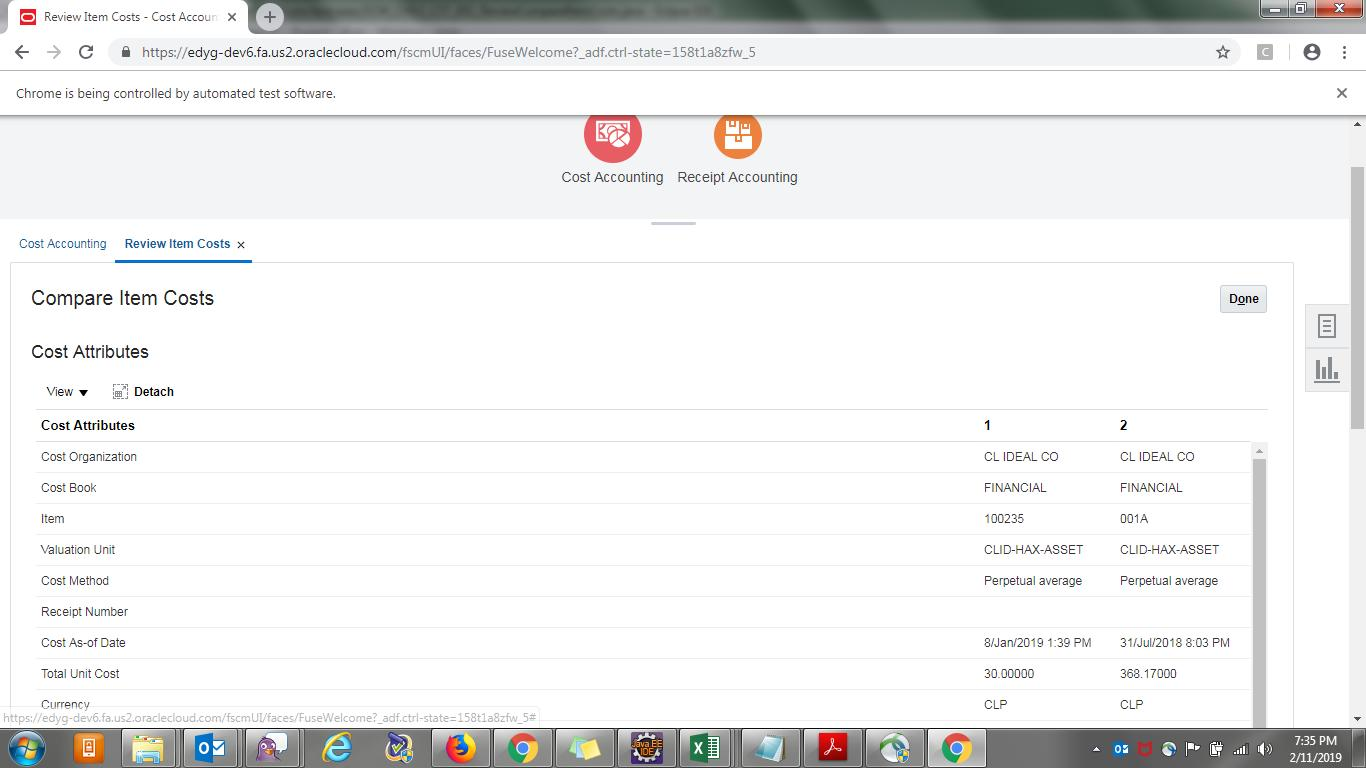 Review Item Costs - Cost Accoun
https://edyg-dev6.fa.us2.oraclecloud.com/fscmUI/faces/FuseWelcome?_adf.ctrl-state=158t1a8zfw_5
C
Chrome is being controlled by automated test software.
Cost Accounting Receipt Accounting
Cost Accounting Review Item Costs
Compare Item Costs Done
Cost Attributes
View Detach
Cost Attributes 1 2
Cost Organization CL IDEAL CO CL IDEAL CO
Cost Book FINANCIAL FINANCIAL
Item 100235 001A
Valuation Unit CLID-HAX-ASSET CLID-HAX-ASSET
Cost Method Perpetual average Perpetual average
Receipt Number
Cost As-of Date 8/Jan/2019 1:39 PM 31/Jul/2018 8:03 PM
Total Unit Cost 30.00000 368.17000
Currency CLP CLP
https://edyg-dev6.fa.us2.oraclecloud.com/fscmUI/faces/FuseWelcome?_adf.ctrl-state=158t1a8zfw_5#
Java EE
IDE
7:35 PM
2/11/2019